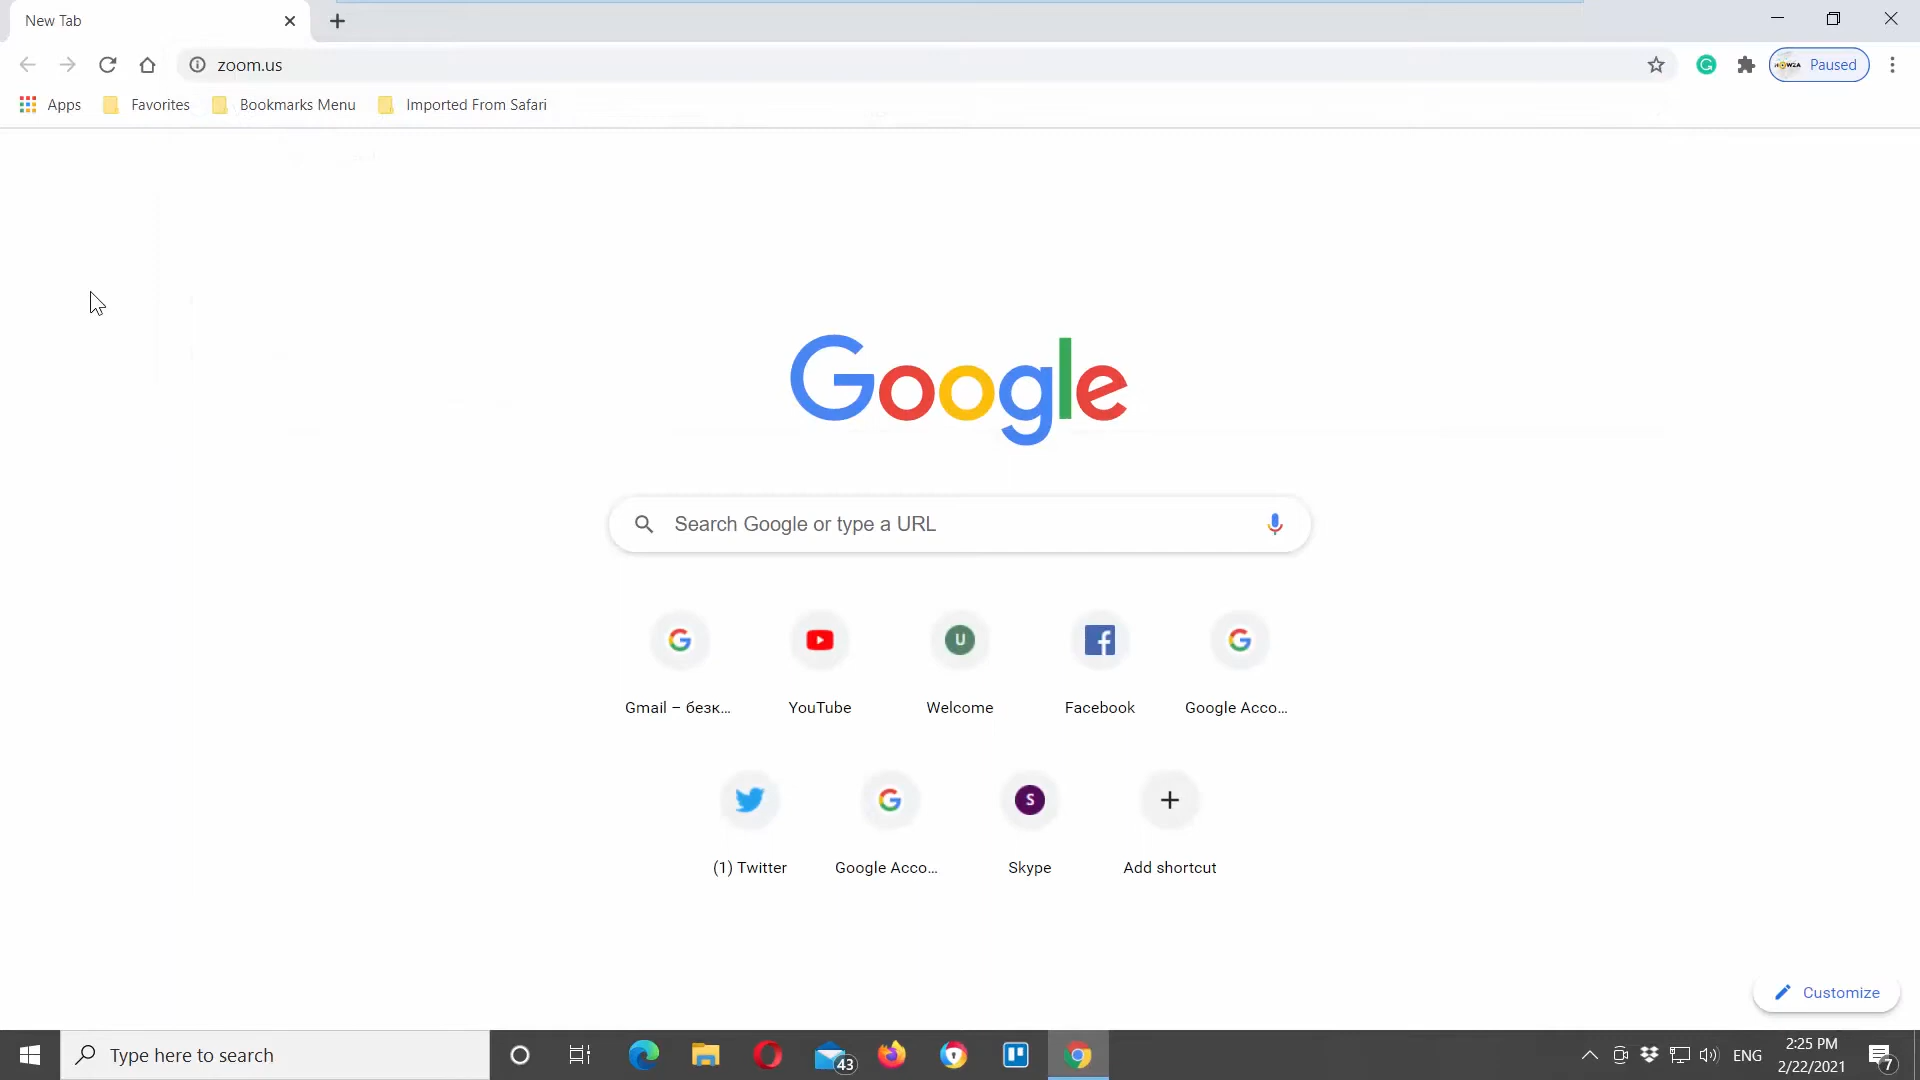 New Tab
zoom.us
Paused
Apps
Favorites
Bookmarks Menu
Imported From Safari
Google
Search Google or type a URL
U
Gmail – безк...
YouTube
Welcome
Facebook
Google Acco...
S
(1) Twitter
Google Acco...
Skype
Add shortcut
Customize
Type here to search
43
ENG
2:25 PM
2/22/2021
7